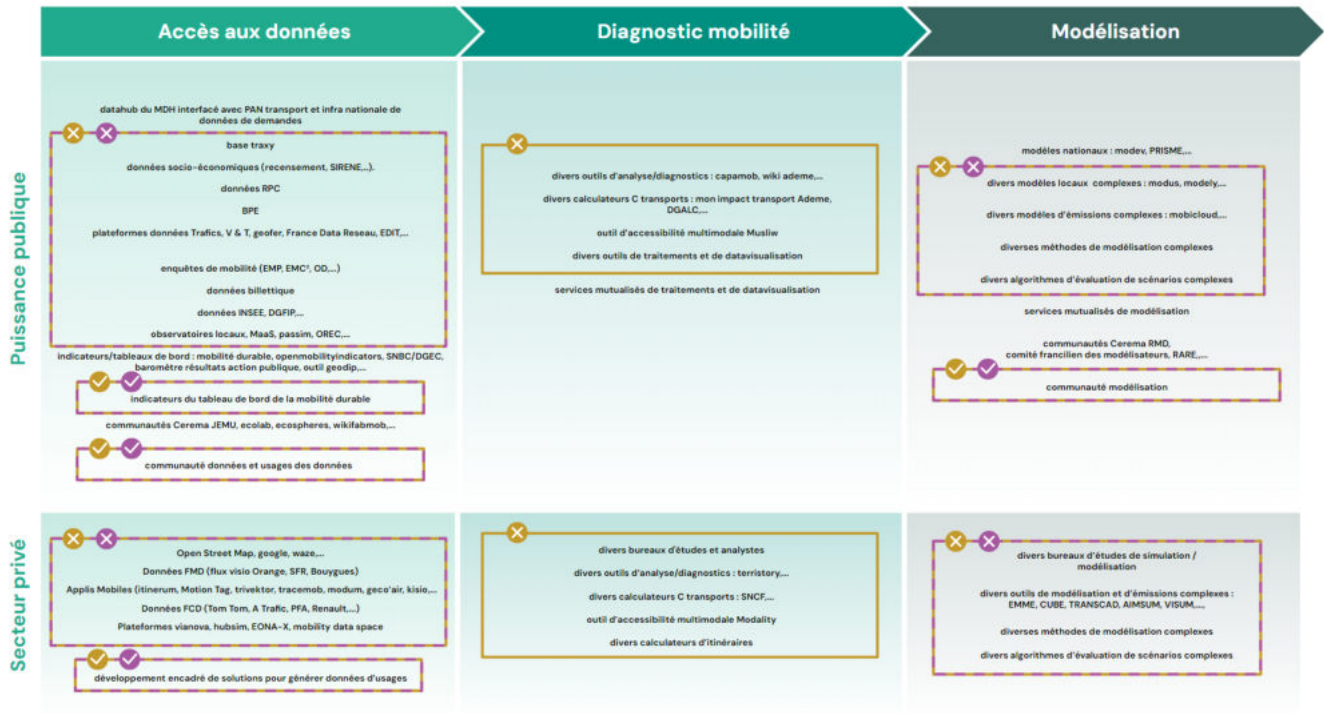 Accès aux données
Diagnostic mobilité
Modélisation
Puissance publique
datahub du MDH interfacé avec PAN transport et infra nationale de
données de demandes
base traxy
données socio-économiques (recensement, SIRENE,...).
données RPC
BPE
plateformes données Trafics, V & T, geofer, France Data Reseau, EDIT,...
enquêtes de mobilité (EMP, EMC², OD,...)
données billettique
données INSEE, DGFIP,...
observatoires locaux, MaaS, passim, OREC,...
indicateurs/tableaux de bord : mobilité durable, openmobilityindicators, SNBC/DGEC,
baromètre résultats action publique, outil geodip,...
indicateurs du tableau de bord de la mobilité durable
communautés Cerema JEMU, ecolab, ecospheres, wikifabmob,...
communauté données et usages des données
divers outils d'analyse/diagnostics : capamob, wiki ademe,...
divers calculateurs C transports : mon impact transport Ademe,
DGALC,...
outil d'accessibilité multimodale Musliw
divers outils de traitements et de datavisualisation
services mutualisés de traitements et de datavisualisation
modèles nationaux : modev, PRISME,...
divers modèles locaux complexes : modus, modely,...
divers modèles d'émissions complexes : mobicloud,...
diverses méthodes de modélisation complexes
divers algorithmes d'évaluation de scénarios complexes
services mutualisés de modélisation
communautés Cerema RMD,
comité francilien des modélisateurs, RARE,,...
communauté modélisation
Secteur privé
Open Street Map, google, waze,...
Données FMD (flux visio Orange, SFR, Bouygues)
Applis Mobiles (itinerum, Motion Tag, trivektor, tracemob, modum, geco'air, kisio,...
Données FCD (Tom Tom, A Trafic, PFA, Renault,...)
Plateformes vianova, hubsim, EONA-X, mobility data space
développement encadré de solutions pour générer données d'usages
divers bureaux d'études et analystes
divers outils d'analyse/diagnostics : terristory,...
divers calculateurs C transports : SNCF,...
outil d'accessibilité multimodale Modality
divers calculateurs d'itinéraires
divers bureaux d'études de simulation /
modélisation
divers outils de modélisation et d'émissions complexes :
EMME, CUBE, TRANSCAD, AIMSUM, VISUM,...,
diverses méthodes de modélisation complexes
divers algorithmes d'évaluation de scénarios complexes